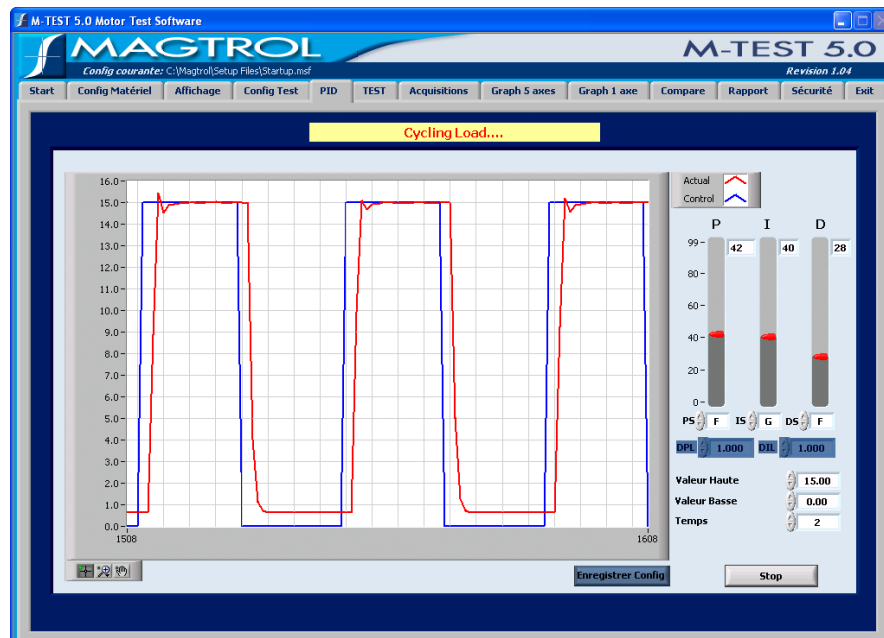 M-TEST 5.0 Motor Test Software
MAGTROL
M-TEST 5.0
Config courante: C:\Magtrol\Setup Files\Startup.msf
Revision 1.04
Start Config Matériel Affichage Config Test PID TEST Acquisitions Graph 5 axes Graph 1 axe Compare Rapport Sécurité Exit
Cycling Load....
16.0
15.0
14.0
13.0
12.0
11.0
10.0
9.0
8.0
7.0
6.0
5.0
4.0
3.0
2.0
1.0
0.0
1508 1608
Actual
Control
P I D
99
80
60
40
20
0
42 40 28
PS F IS G DS F
DPL 1.000 DIL 1.000
Valeur Haute 15.00
Valeur Basse 0.00
Temps 2
Enregistrer Config
Stop